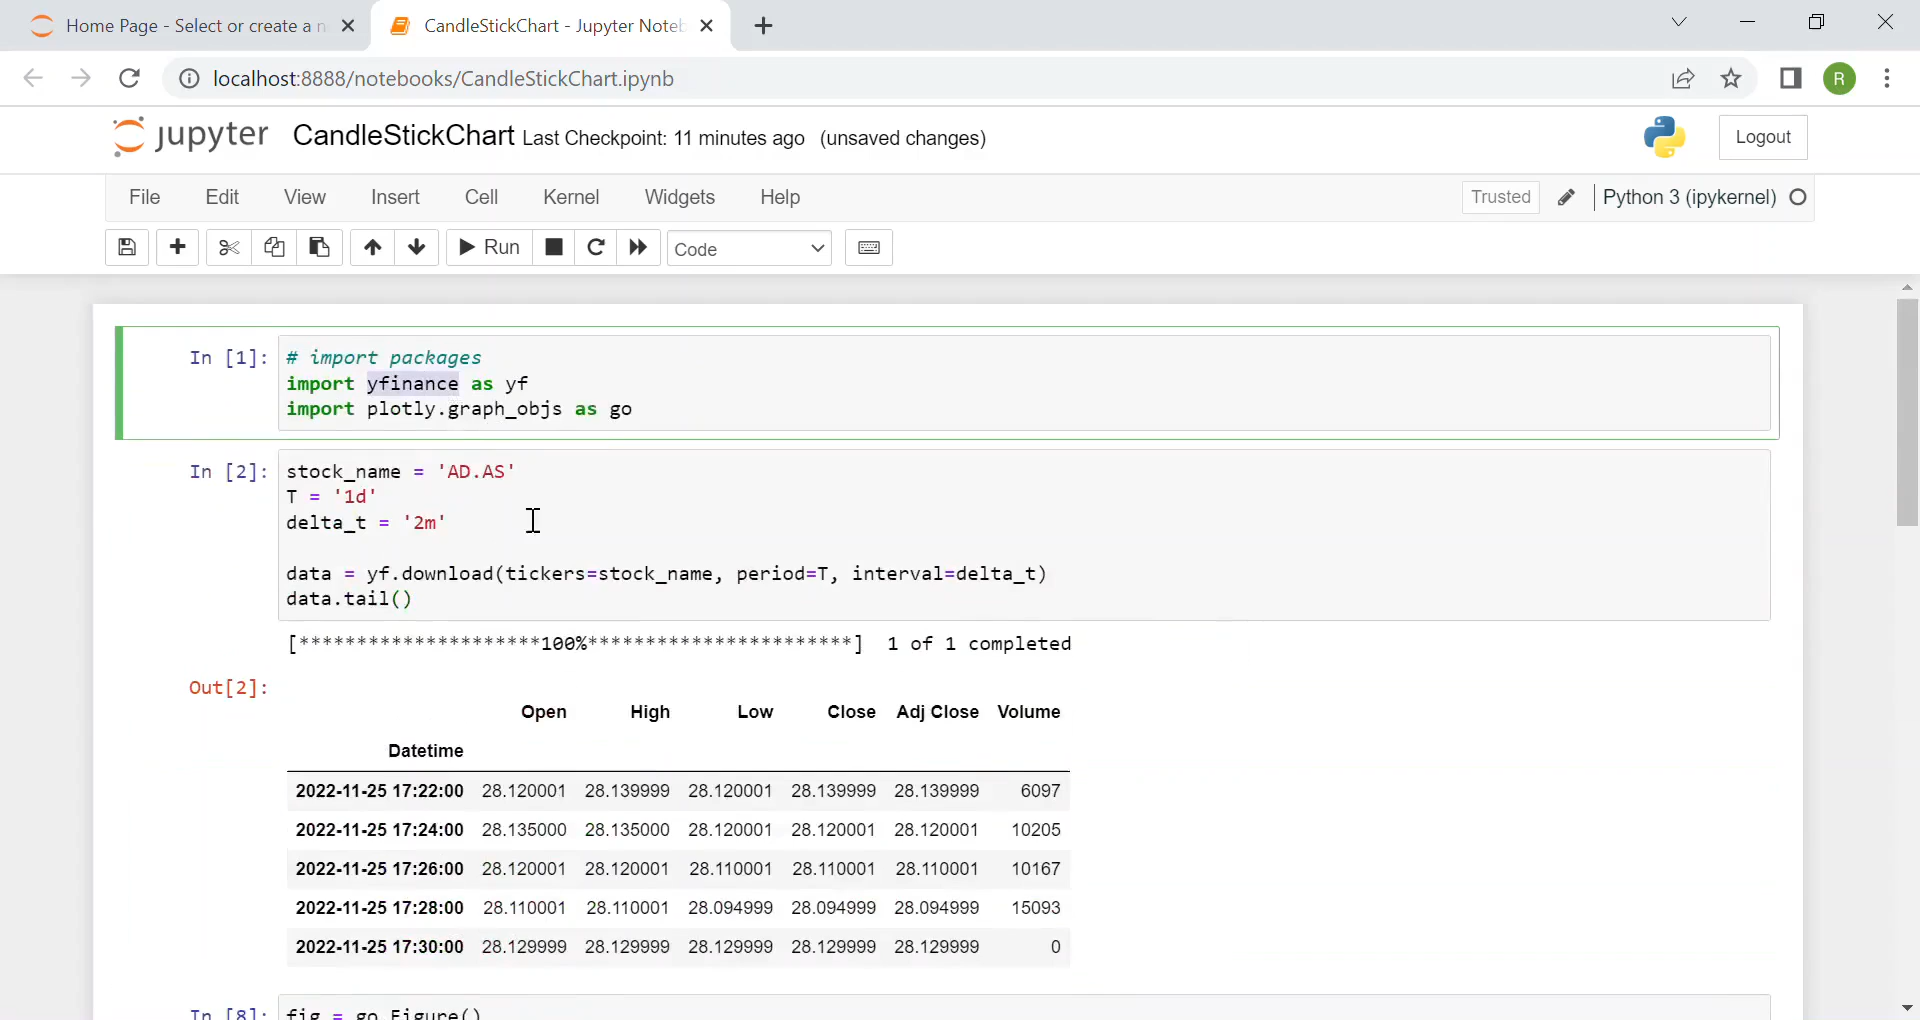 Home Page - Select or create a n
CandleStickChart - Jupyter Noteb
localhost:8888/notebooks/CandleStickChart.ipynb
R
jupyter CandleStickChart Last Checkpoint: 11 minutes ago (unsaved changes)
Logout
File Edit View Insert Cell Kernel Widgets Help
Trusted
Python 3 (ipykernel)
Run
Code
In [1]: # import packages
import yfinance as yf
import plotly.graph_objs as go
In [2]: stock_name = 'AD.AS'
T = '1d'
delta_t = '2m'
data = yf.download(tickers=stock_name, period=T, interval=delta_t)
data.tail()
[*********************100%***********************]  1 of 1 completed
Out[2]:
Open High Low Close Adj Close Volume
Datetime
2022-11-25 17:22:00 28.120001 28.139999 28.120001 28.139999 28.139999 6097
2022-11-25 17:24:00 28.135000 28.135000 28.120001 28.120001 28.120001 10205
2022-11-25 17:26:00 28.120001 28.120001 28.110001 28.110001 28.110001 10167
2022-11-25 17:28:00 28.110001 28.110001 28.094999 28.094999 28.094999 15093
2022-11-25 17:30:00 28.129999 28.129999 28.129999 28.129999 28.129999 0
In [8]: fig = go.Figure()